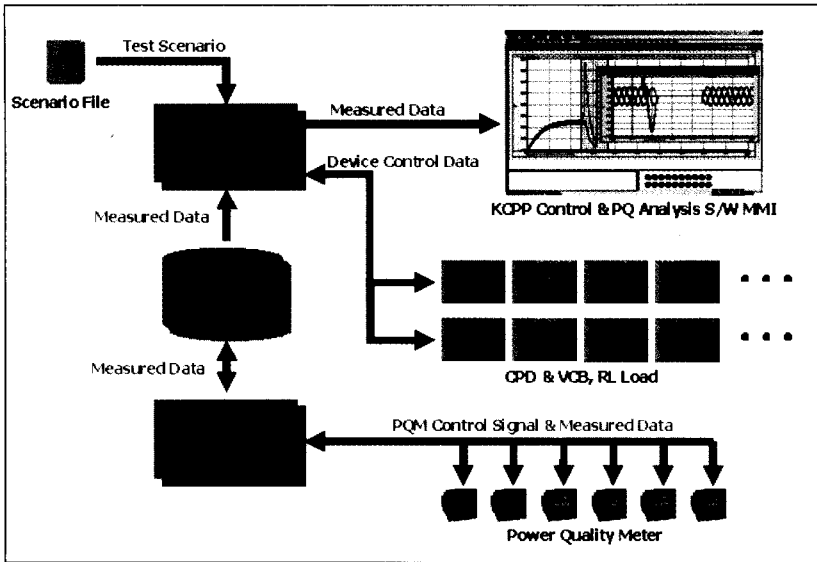 Test Scenario
Scenario File
Measured Data
Device Control Data
KCPP Control & PQ Analysis S/W MMI
Measured Data
CPD & VCB, RL Load
Measured Data
PQM Control Signal & Measured Data
Power Quality Meter